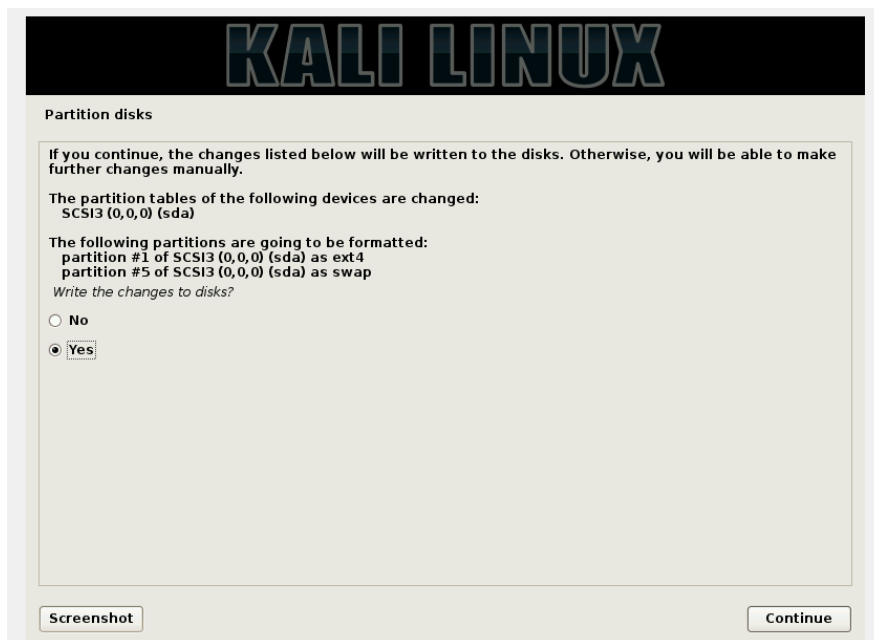 KALI LINUX
Partition disks
If you continue, the changes listed below will be written to the disks. Otherwise, you will be able to make
further changes manually.
The partition tables of the following devices are changed:
SCSI3 (0,0,0) (sda)
The following partitions are going to be formatted:
partition #1 of SCSI3 (0,0,0) (sda) as ext4
partition #5 of SCSI3 (0,0,0) (sda) as swap
Write the changes to disks?
No
Yes
Screenshot
Continue